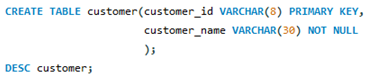 CREATE TABLE customer(customer_id VARCHAR(8) PRIMARY KEY,
customer_name VARCHAR(30) NOT NULL
);
DESC customer;